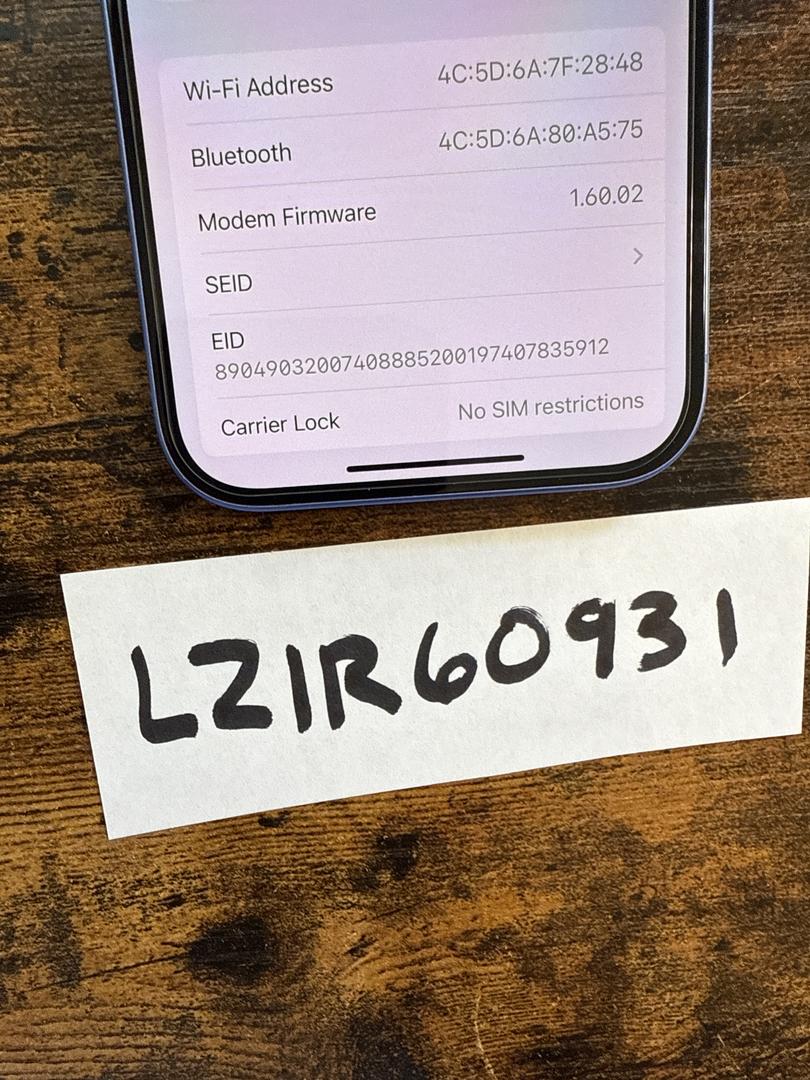 Wi-Fi Address 4C:5D:6A:7F:28:48
Bluetooth 4C:5D:6A:80:A5:75
Modem Firmware 1.60.02
SEID
EID
89049032007408885200197407835912
Carrier Lock No SIM restrictions
LZIR60931